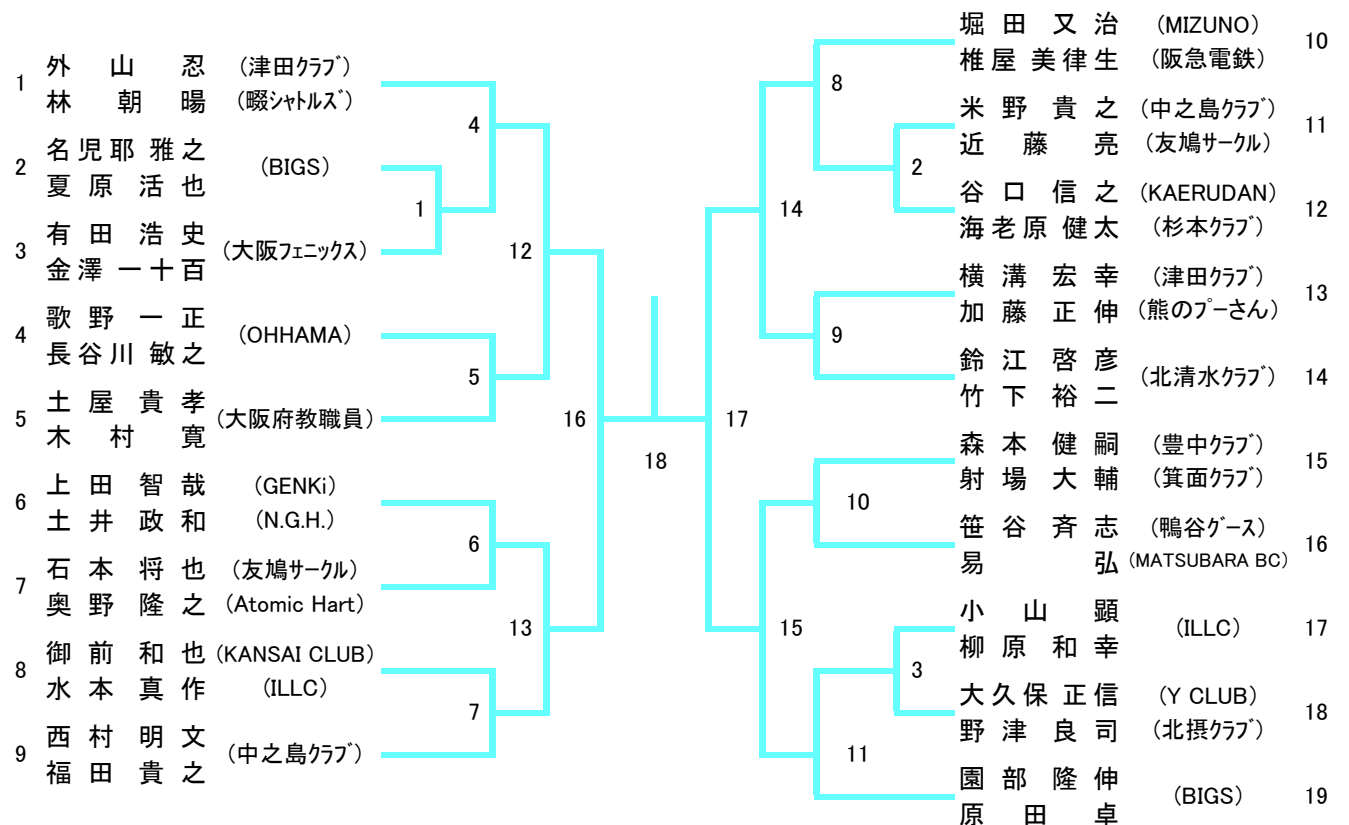 外 山 忍 (津田ｸﾗﾌﾞ)
1
林 朝 暘 (畷ｼｬﾄﾙｽﾞ)
名児耶 雅之
2 (BIGS)
夏 原 活 也
有 田 浩 史
3 (大阪ﾌｪﾆｯｸｽ)
金澤 一十百
歌 野 一 正
4 (OHHAMA)
長谷川 敏之
土 屋 貴 孝
5 (大阪府教職員)
木 村 寛
上 田 智 哉 (GENKi)
6
土 井 政 和 (N.G.H.)
石 本 将 也 (友鳩ｻｰｸﾙ)
7
奥 野 隆 之 (Atomic Hart)
御 前 和 也 (KANSAI CLUB)
8
水 本 真 作 (ILLC)
西 村 明 文
9 (中之島ｸﾗﾌﾞ)
福 田 貴 之
4
1
12
5
16
6
13
7
18
8
2
14
9
17
10
15
3
11
堀 田 又 治 (MIZUNO)
10
椎屋 美律生 (阪急電鉄)
米 野 貴 之 (中之島ｸﾗﾌﾞ)
11
近 藤 亮 (友鳩ｻｰｸﾙ)
谷 口 信 之 (KAERUDAN)
12
海老原 健太 (杉本ｸﾗﾌﾞ)
横 溝 宏 幸 (津田ｸﾗﾌﾞ)
13
加 藤 正 伸 (熊のﾌﾟｰさん)
鈴 江 啓 彦
(北清水ｸﾗﾌﾞ) 14
竹 下 裕 二
森 本 健 嗣 (豊中ｸﾗﾌﾞ)
15
射 場 大 輔 (箕面ｸﾗﾌﾞ)
笹 谷 斉 志 (鴨谷ｸﾞｰｽ)
16
易 弘 (MATSUBARA BC)
小 山 顕
(ILLC) 17
柳 原 和 幸
大久保 正信 (Y CLUB)
18
野 津 良 司 (北摂ｸﾗﾌﾞ)
園 部 隆 伸
(BIGS) 19
原 田 卓